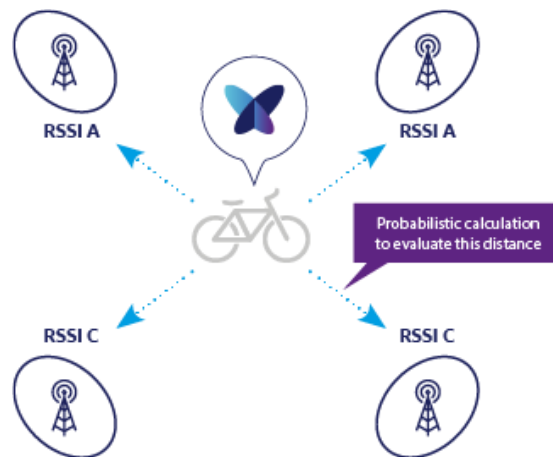 RSSI A
RSSI A
Probabilistic calculation
to evaluate this distance
RSSI C
RSSI C